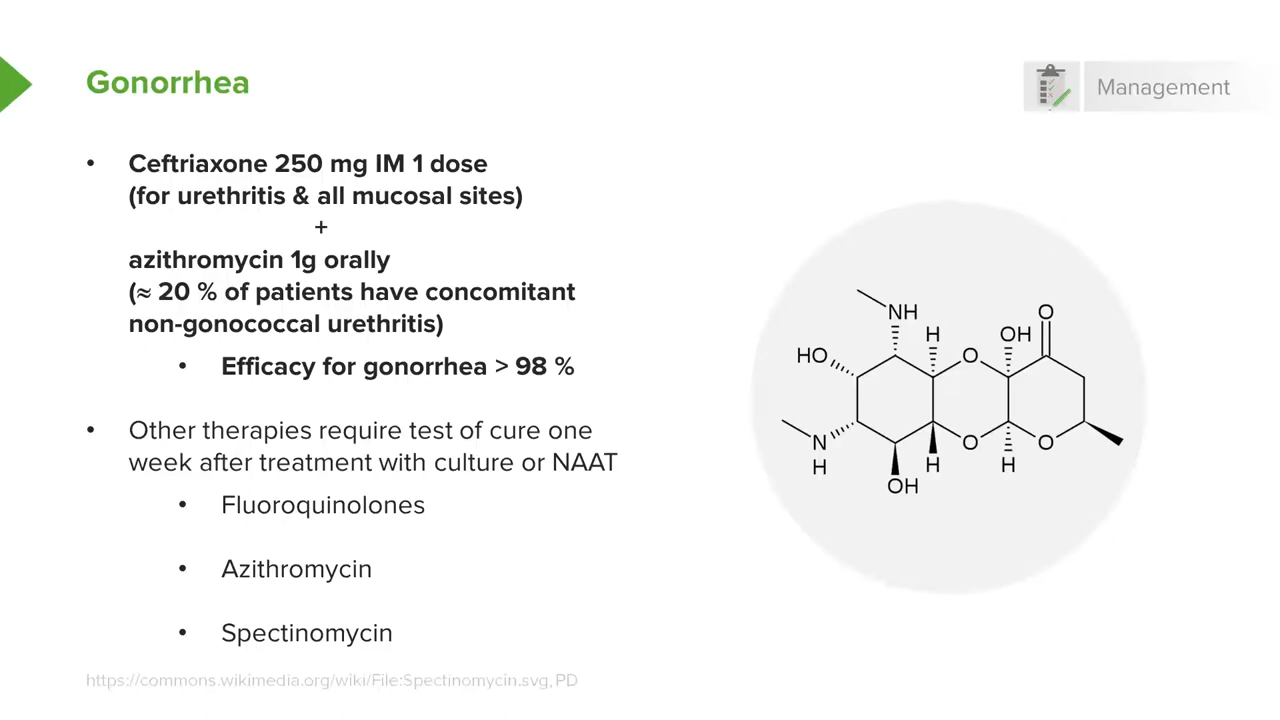 Gonorrhea
Management
• Ceftriaxone 250 mg IM 1 dose
(for urethritis & all mucosal sites)
+
azithromycin 1g orally
(≈ 20 % of patients have concomitant
non-gonococcal urethritis)
• Efficacy for gonorrhea > 98 %
• Other therapies require test of cure one
week after treatment with culture or NAAT
• Fluoroquinolones
• Azithromycin
• Spectinomycin
NH
O
H
OH
HO
O
N
H
O
O
H
H
OH
https://commons.wikimedia.org/wiki/File:Spectinomycin.svg, PD